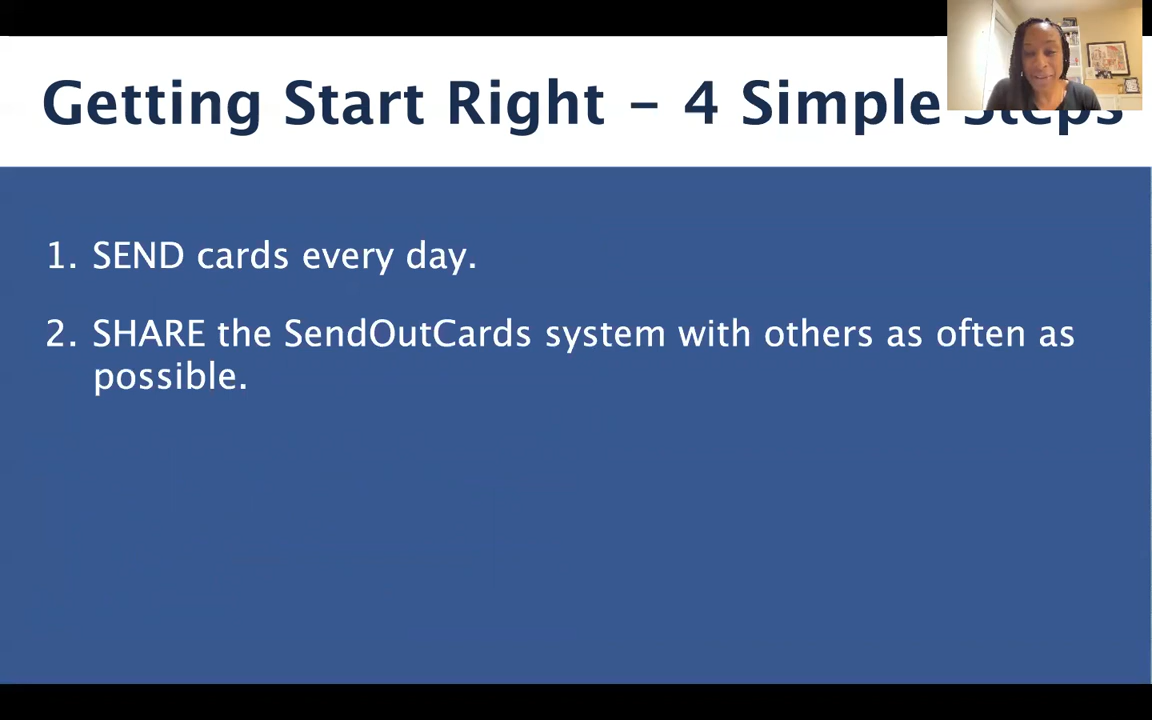 Getting Start Right – 4 Simple Steps
1. SEND cards every day.
2. SHARE the SendOutCards system with others as often as
possible.